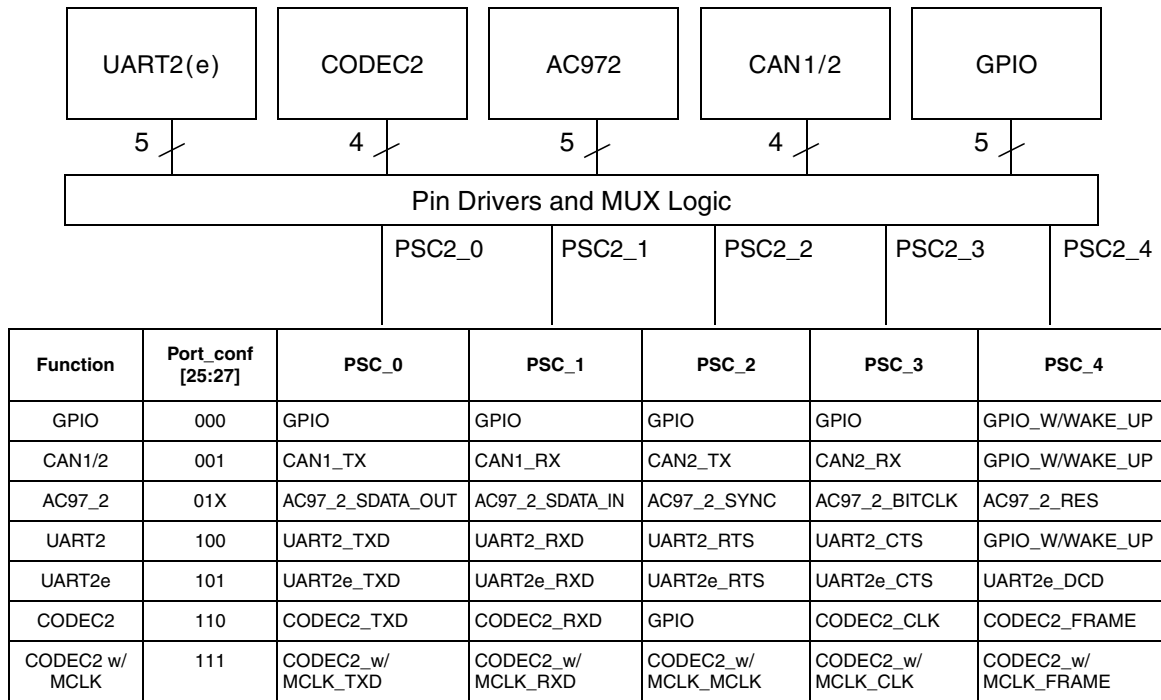 UART2(e) CODEC2 AC972 CAN1/2 GPIO
5 4 5 4 5
Pin Drivers and MUX Logic
PSC2_0 PSC2_1 PSC2_2 PSC2_3 PSC2_4
Function Port_conf [25:27] PSC_0 PSC_1 PSC_2 PSC_3 PSC_4
GPIO 000 GPIO GPIO GPIO GPIO GPIO_W/WAKE_UP
CAN1/2 001 CAN1_TX CAN1_RX CAN2_TX CAN2_RX GPIO_W/WAKE_UP
AC97_2 01X AC97_2_SDATA_OUT AC97_2_SDATA_IN AC97_2_SYNC AC97_2_BITCLK AC97_2_RES
UART2 100 UART2_TXD UART2_RXD UART2_RTS UART2_CTS GPIO_W/WAKE_UP
UART2e 101 UART2e_TXD UART2e_RXD UART2e_RTS UART2e_CTS UART2e_DCD
CODEC2 110 CODEC2_TXD CODEC2_RXD GPIO CODEC2_CLK CODEC2_FRAME
CODEC2 w/ 111 CODEC2_w/ CODEC2_w/ CODEC2_w/ CODEC2_w/ CODEC2_w/
MCLK MCLK_TXD MCLK_RXD MCLK_MCLK MCLK_CLK MCLK_FRAME